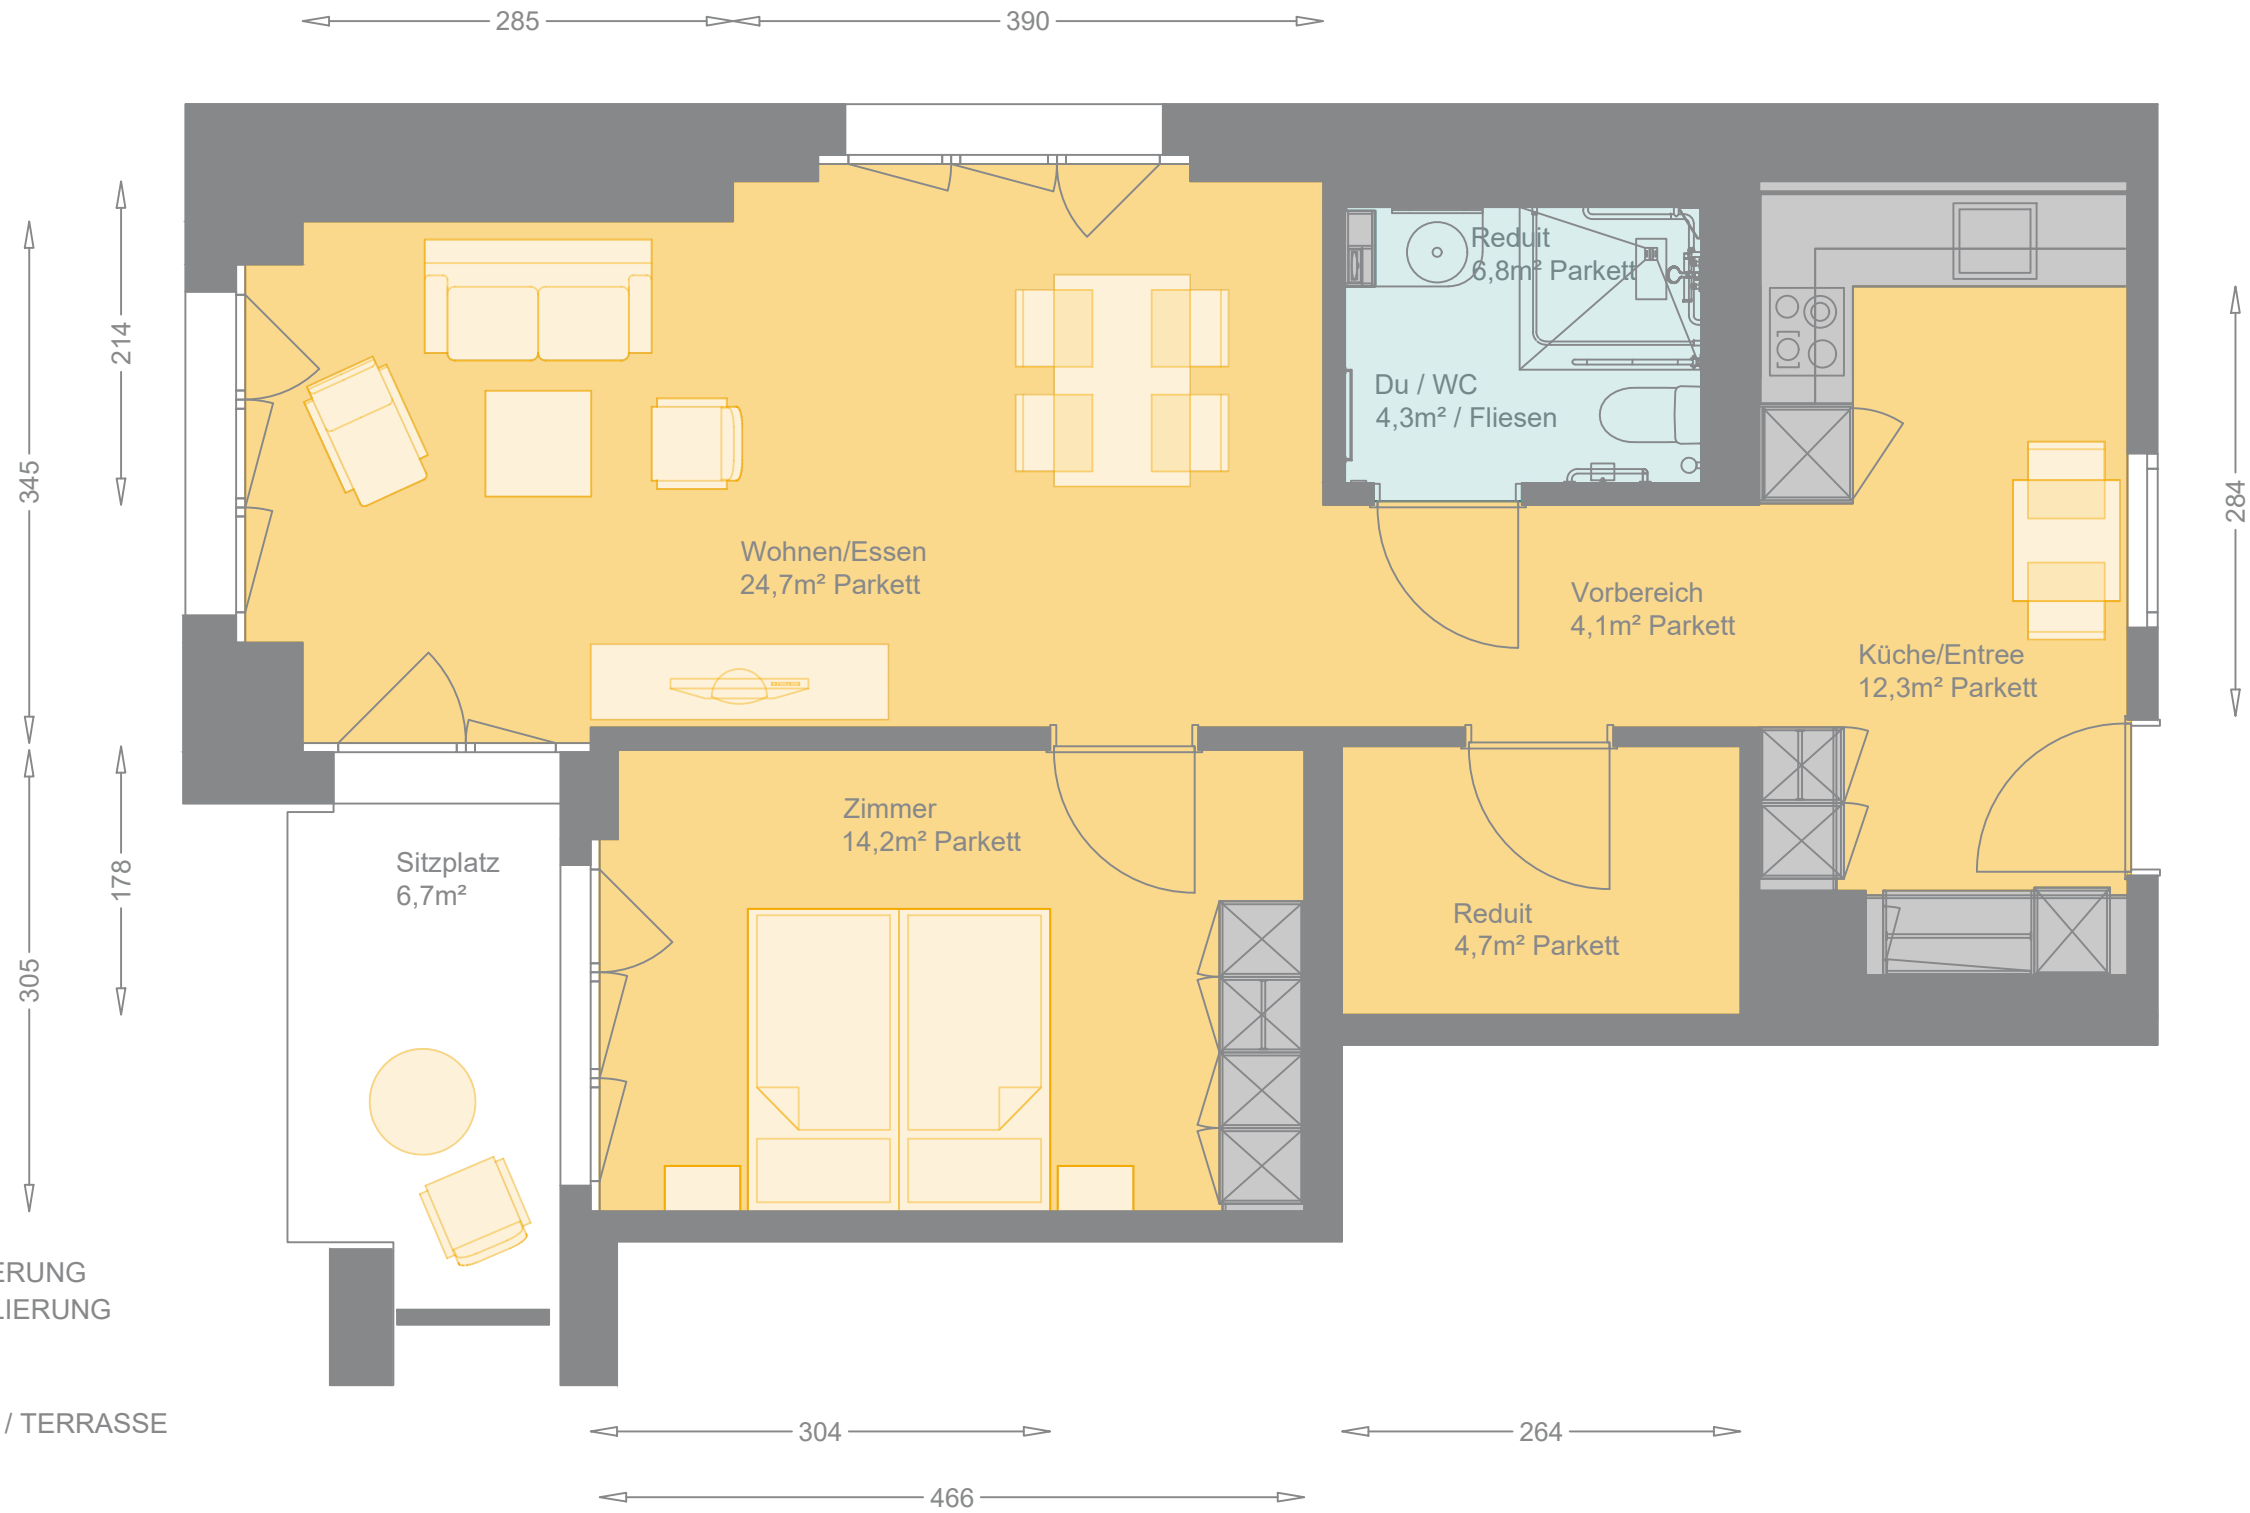 285
390
214
345
284
178
305
Reduit
6,8m² Parkett
Du / WC
4,3m² / Fliesen
Wohnen/Essen
24,7m² Parkett
Vorbereich
4,1m² Parkett
Küche/Entree
12,3m² Parkett
Zimmer
14,2m² Parkett
Sitzplatz
6,7m²
Reduit
4,7m² Parkett
ERUNG
LIERUNG
/ TERRASSE
304
264
466